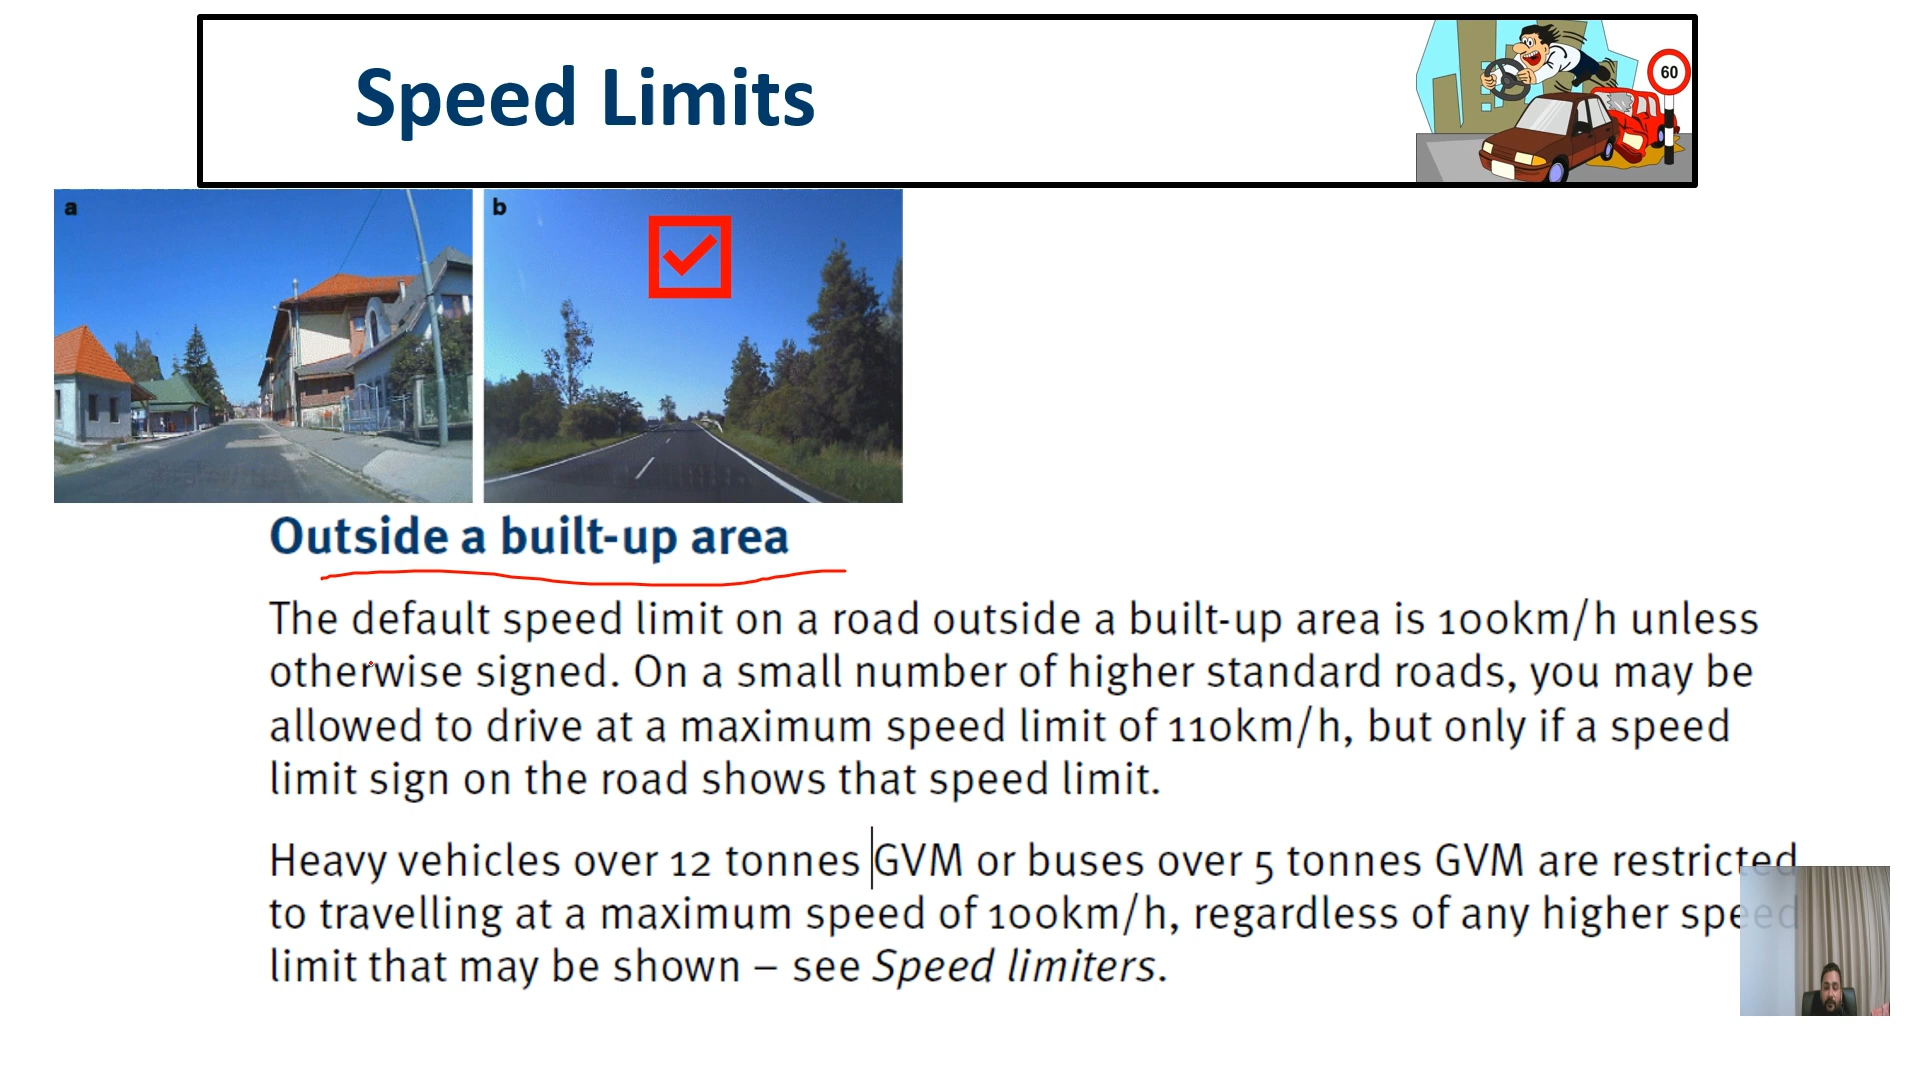 Speed Limits
60
a
b
Outside a built-up area
The default speed limit on a road outside a built-up area is 100km/h unless
otherwise signed. On a small number of higher standard roads, you may be
allowed to drive at a maximum speed limit of 110km/h, but only if a speed
limit sign on the road shows that speed limit.
Heavy vehicles over 12 tonnes GVM or buses over 5 tonnes GVM are restricted
to travelling at a maximum speed of 100km/h, regardless of any higher speed
limit that may be shown – see Speed limiters.